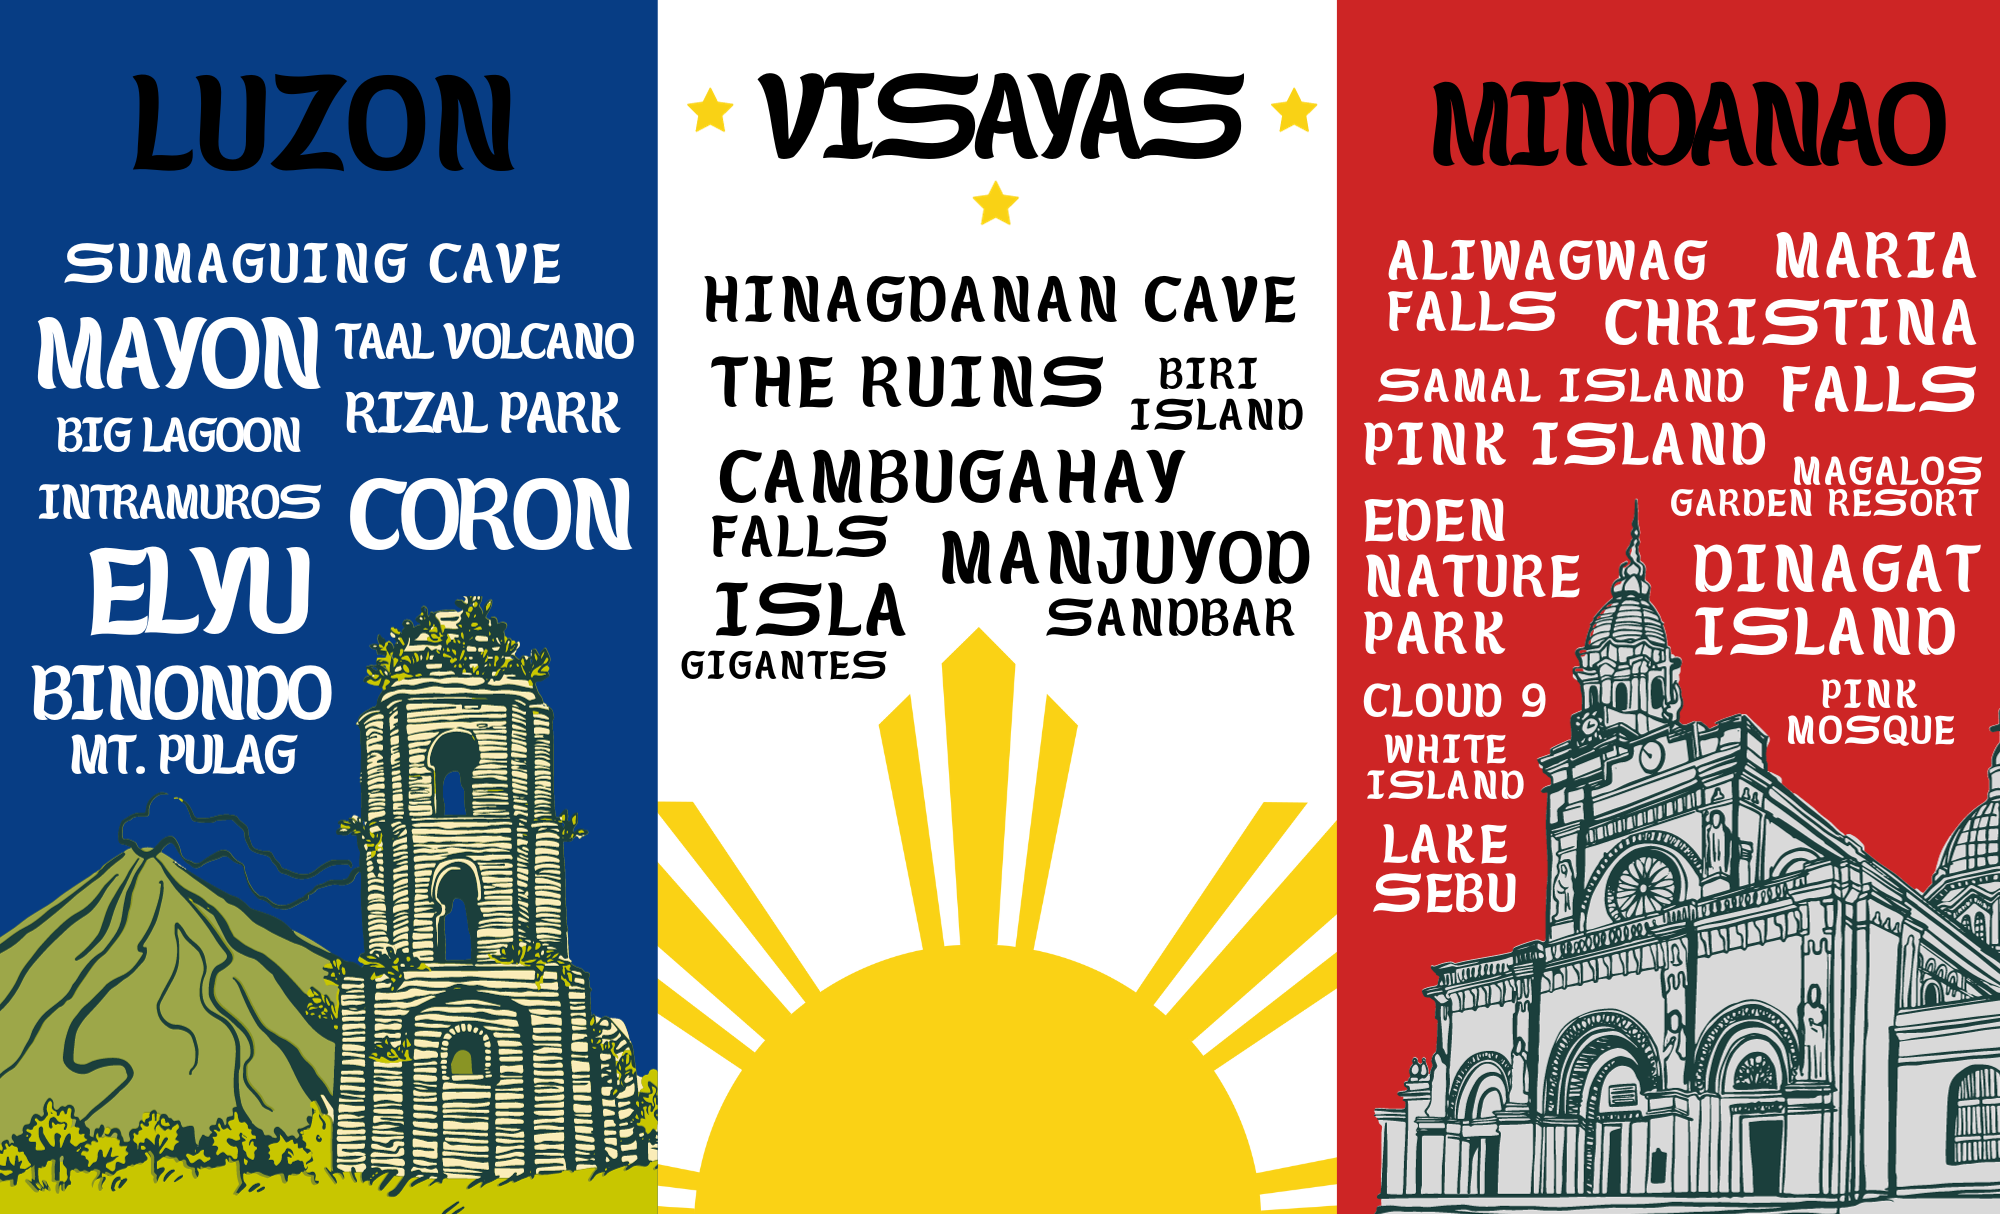 LUZON
SUMAGUING CAVE
MAYON
TAAL VOLCANO
RIZAL PARK
BIG LAGOON
INTRAMUROS
CORON
ELYU
BINONDO
MT. PULAG
VISAYAS
HINAGDANAN CAVE
THE RUINS
BIRI
ISLAND
CAMBUGAHAY
FALLS
MANJUYOD
SANDBAR
ISLA
GIGANTES
MINDANAO
ALIWAGWAG
FALLS
MARIA
CHRISTINA
FALLS
SAMAL ISLAND
PINK ISLAND
MAGALOS
GARDEN RESORT
EDEN
NATURE
PARK
DINAGAT
ISLAND
CLOUD 9
PINK
MOSQUE
WHITE
ISLAND
LAKE
SEBU